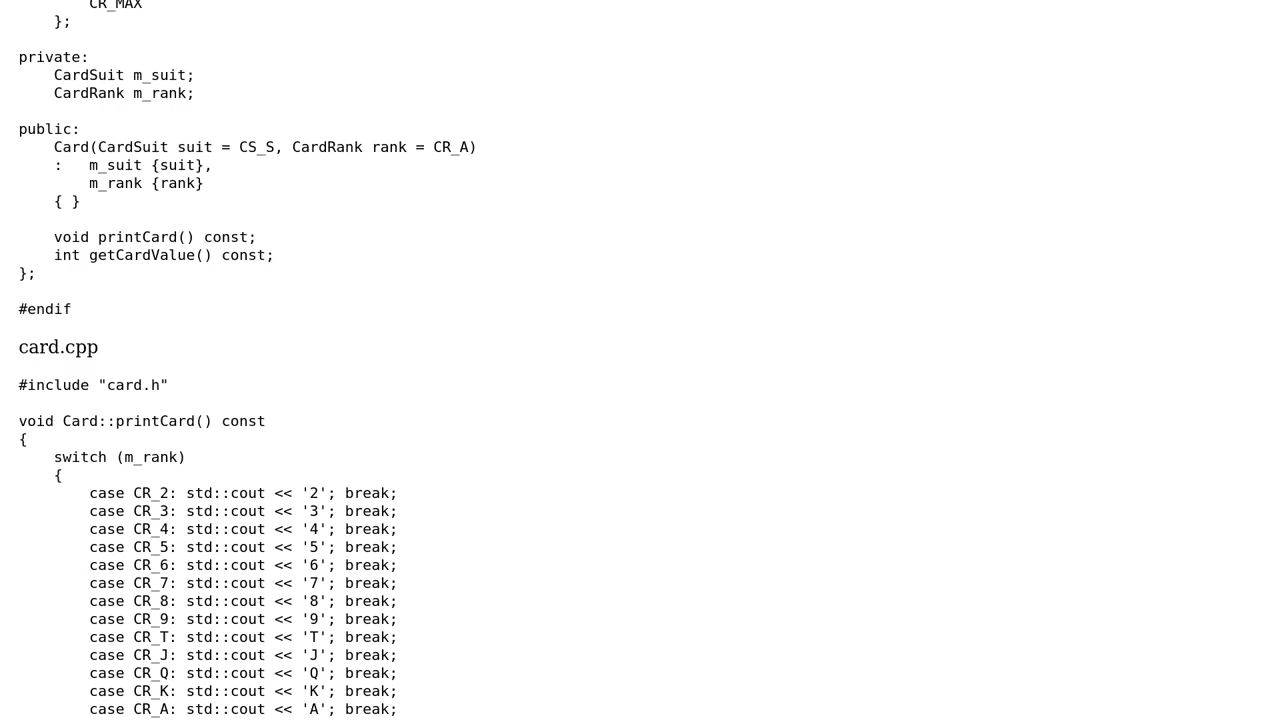 CR_MAX
    };

private:
    CardSuit m_suit;
    CardRank m_rank;

public:
    Card(CardSuit suit = CS_S, CardRank rank = CR_A)
    :   m_suit {suit},
        m_rank {rank}
    { }

    void printCard() const;
    int getCardValue() const;
};

#endif

card.cpp

#include "card.h"

void Card::printCard() const
{
    switch (m_rank)
    {
        case CR_2: std::cout << '2'; break;
        case CR_3: std::cout << '3'; break;
        case CR_4: std::cout << '4'; break;
        case CR_5: std::cout << '5'; break;
        case CR_6: std::cout << '6'; break;
        case CR_7: std::cout << '7'; break;
        case CR_8: std::cout << '8'; break;
        case CR_9: std::cout << '9'; break;
        case CR_T: std::cout << 'T'; break;
        case CR_J: std::cout << 'J'; break;
        case CR_Q: std::cout << 'Q'; break;
        case CR_K: std::cout << 'K'; break;
        case CR_A: std::cout << 'A'; break;